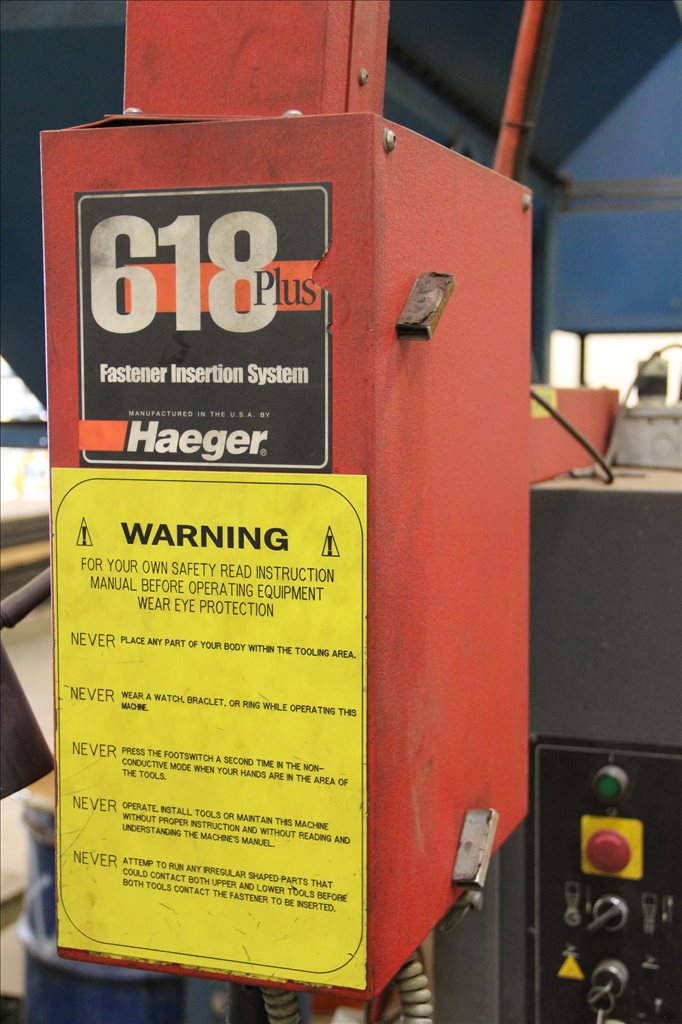 618
Plus
Fastener Insertion System
MANUFACTURED IN THE U.S.A. BY
Haeger®
WARNING
FOR YOUR OWN SAFETY READ INSTRUCTION
MANUAL BEFORE OPERATING EQUIPMENT
WEAR EYE PROTECTION
NEVER PLACE ANY PART OF YOUR BODY WITHIN THE TOOLING AREA.
NEVER WEAR A WATCH, BRACLET, OR RING WHILE OPERATING THIS
MACHINE.
NEVER PRESS THE FOOTSWITCH A SECOND TIME IN THE NON-
CONDUCTIVE MODE WHEN YOUR HANDS ARE IN THE AREA OF
THE TOOLS.
NEVER OPERATE, INSTALL TOOLS OR MAINTAIN THIS MACHINE
WITHOUT PROPER INSTRUCTION AND WITHOUT READING AND
UNDERSTANDING THE MACHINE'S MANUEL.
NEVER ATTEMP TO RUN ANY IRREGULAR SHAPED PARTS THAT
COULD CONTACT BOTH UPPER AND LOWER TOOLS BEFORE
BOTH TOOLS CONTACT THE FASTENER TO BE INSERTED.